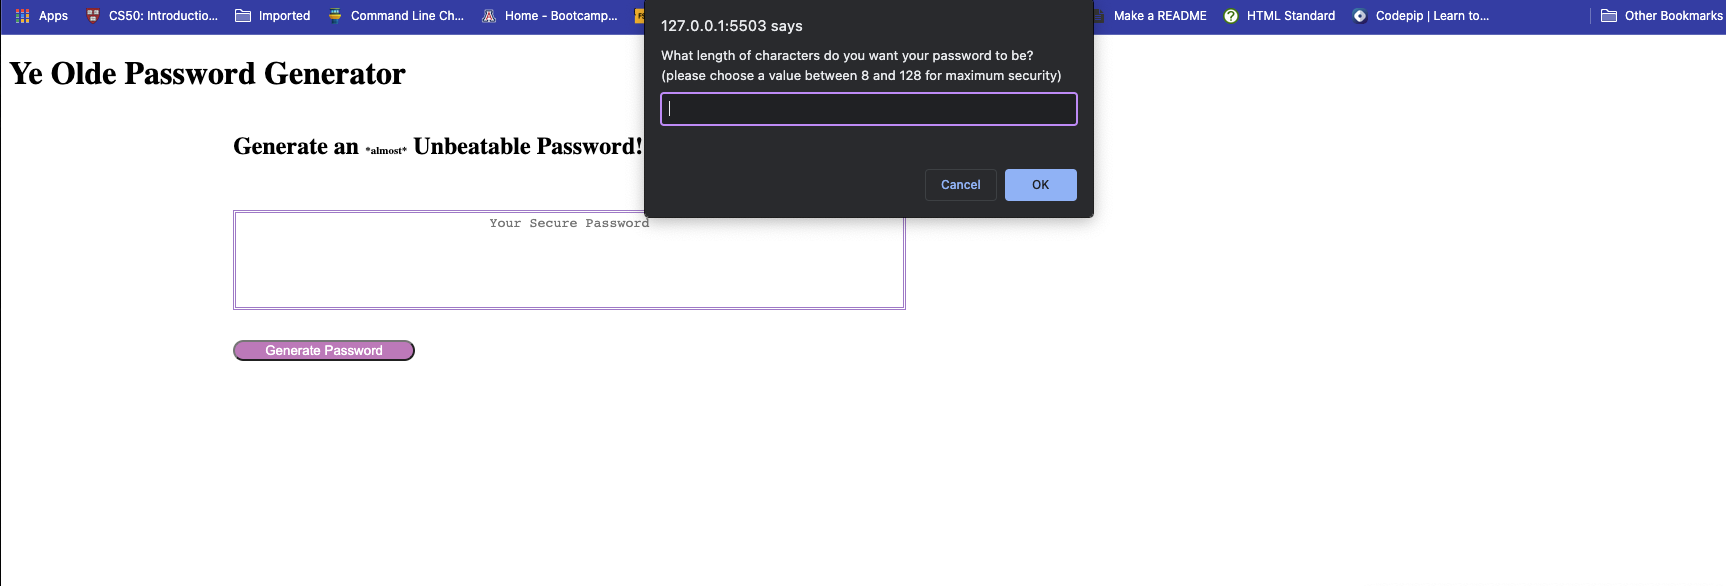 Apps CS50: Introductio... Imported Command Line Ch... Home - Bootcamp... Make a README HTML Standard Codepip | Learn to... Other Bookmarks
127.0.0.1:5503 says
What length of characters do you want your password to be?
(please choose a value between 8 and 128 for maximum security)
Cancel OK
Ye Olde Password Generator
Generate an *almost* Unbeatable Password!
Your Secure Password
Generate Password